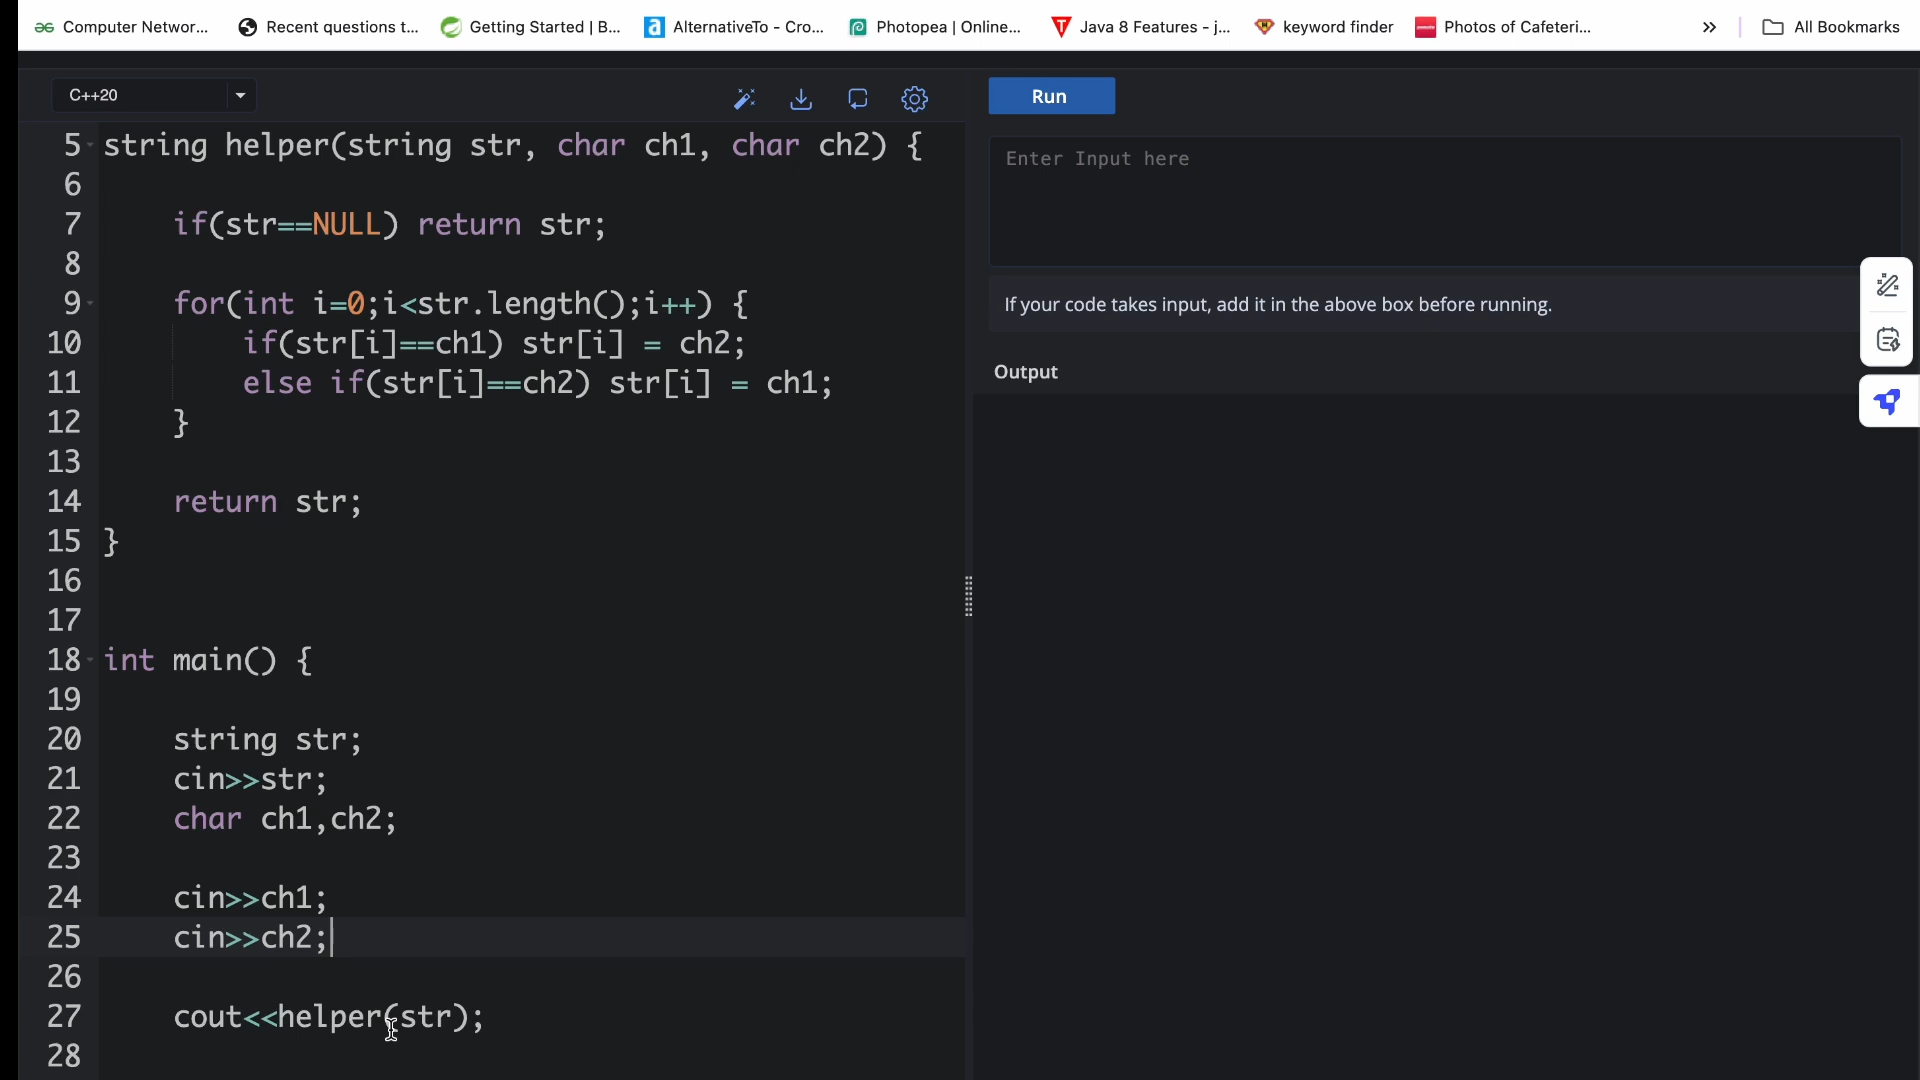 Computer Networ...
Recent questions t...
Getting Started | B...
AlternativeTo - Cro...
Photopea | Online...
Java 8 Features - j...
keyword finder
Photos of Cafeteri...
»
All Bookmarks
C++20
5 string helper(string str, char ch1, char ch2) {
6
7 if(str==NULL) return str;
8
9 for(int i=0;i<str.length();i++) {
10 if(str[i]==ch1) str[i] = ch2;
11 else if(str[i]==ch2) str[i] = ch1;
12 }
13
14 return str;
15 }
16
17
18 int main() {
19
20 string str;
21 cin>>str;
22 char ch1,ch2;
23
24 cin>>ch1;
25 cin>>ch2;
26
27 cout<<helper(str);
28
Run
Enter Input here
If your code takes input, add it in the above box before running.
Output